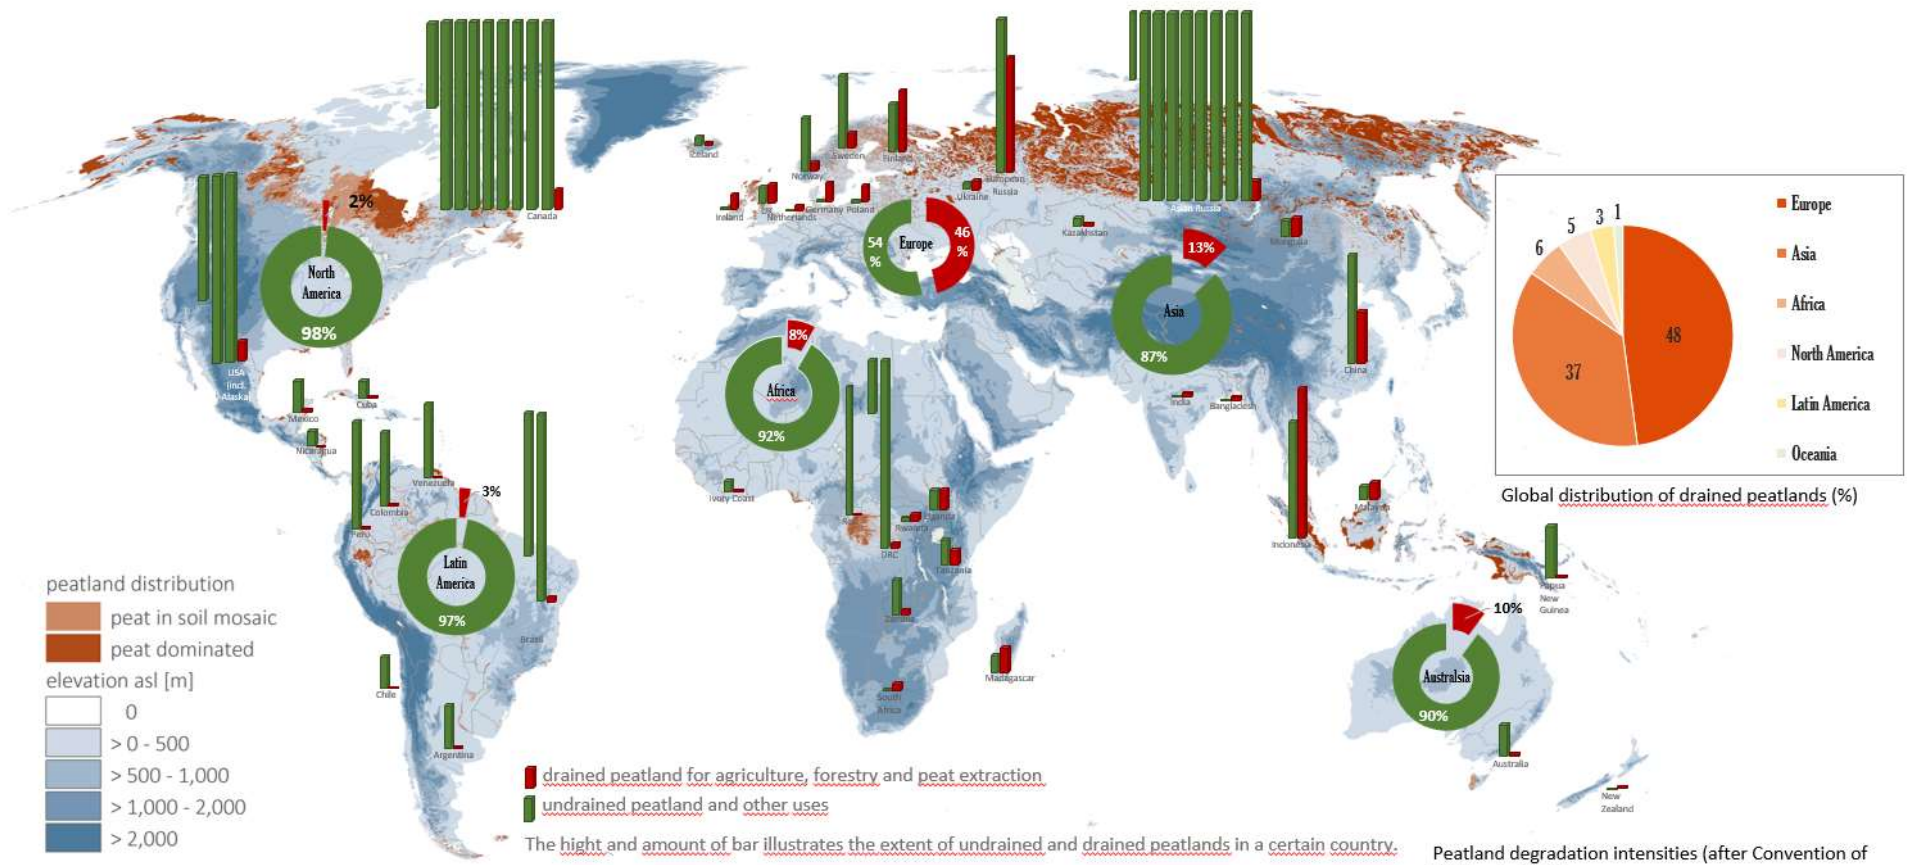 Iceland
Norway
Sweden
Finland
European
Russia
Ireland
UK
Netherlands
Germany
Poland
Ukraine
Canada
Asian Russia
Kazakhstan
Mongolia
China
2%
North
America
98%
54
%
Europe
46
%
13%
Asia
87%
8%
Africa
92%
USA
(incl.
Alaska)
Mexico
Cuba
Nicaragua
Venezuela
Colombia
Peru
3%
Latin
America
97%
Brazil
Chile
Argentina
Ivory Coast
DRC
Rwanda
Uganda
Tanzania
Zambia
South
Africa
Madagascar
India
Bangladesh
Indonesia
Malaysia
Papua
New
Guinea
10%
Australsia
90%
Australia
New
Zealand
Europe
Asia
Africa
North America
Latin America
Oceania
48
37
6
5
3
1
Global distribution of drained peatlands (%)
peatland distribution
peat in soil mosaic
peat dominated
elevation asl [m]
0
> 0 - 500
> 500 - 1,000
> 1,000 - 2,000
> 2,000
drained peatland for agriculture, forestry and peat extraction
undrained peatland and other uses
The hight and amount of bar illustrates the extent of undrained and drained peatlands in a certain country.
Peatland degradation intensities (after Convention of